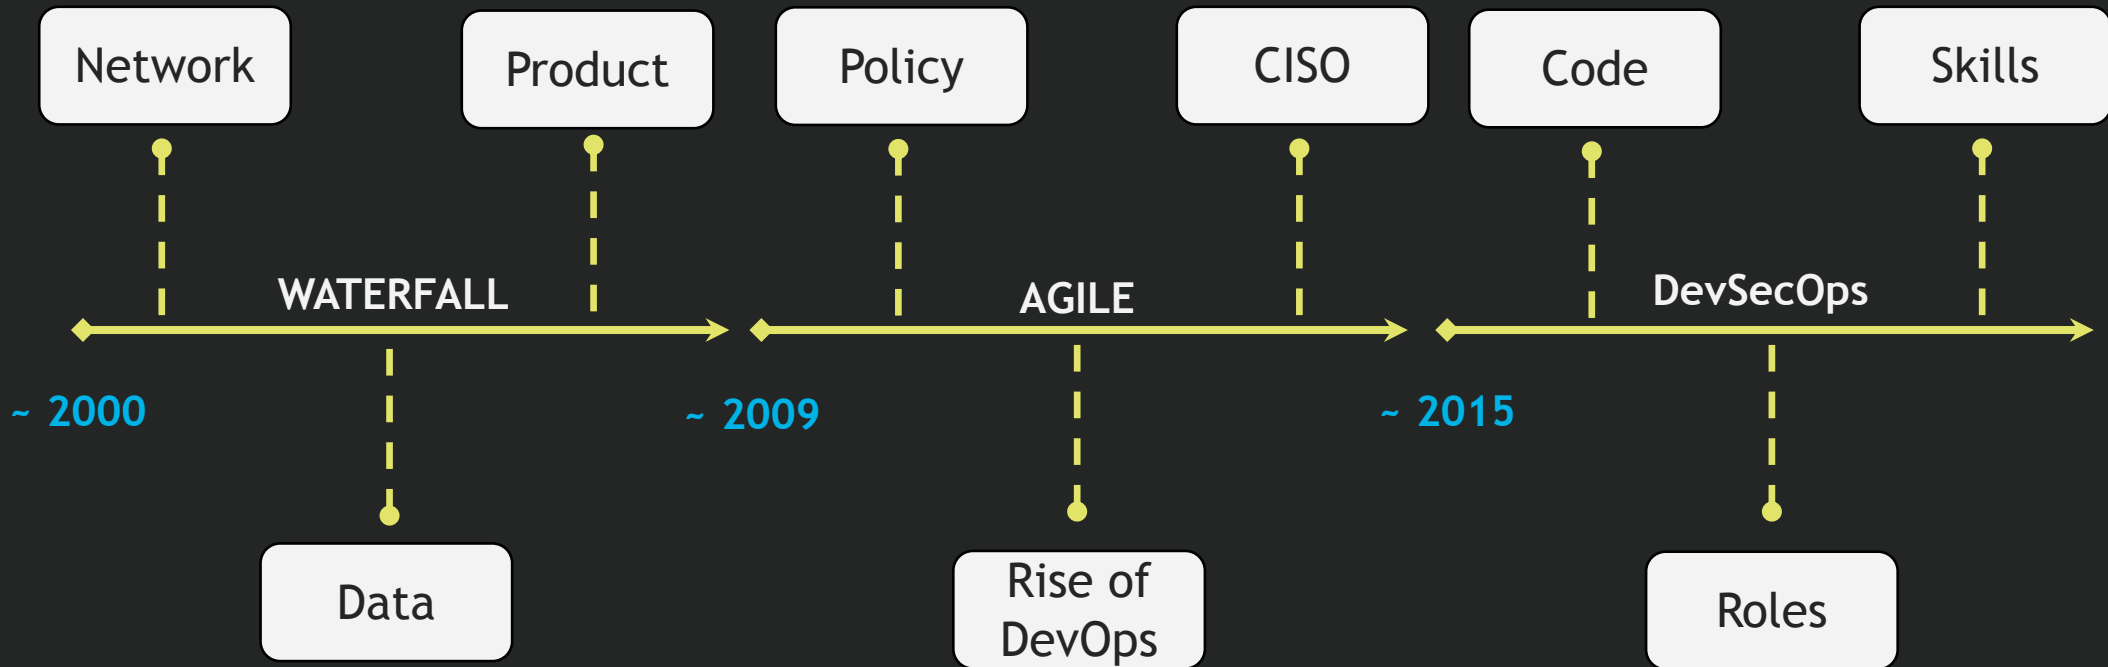 Network
Product
Policy
CISO
Code
Skills
WATERFALL
AGILE
DevSecOps
~ 2000
~ 2009
~ 2015
Data
Rise of
DevOps
Roles